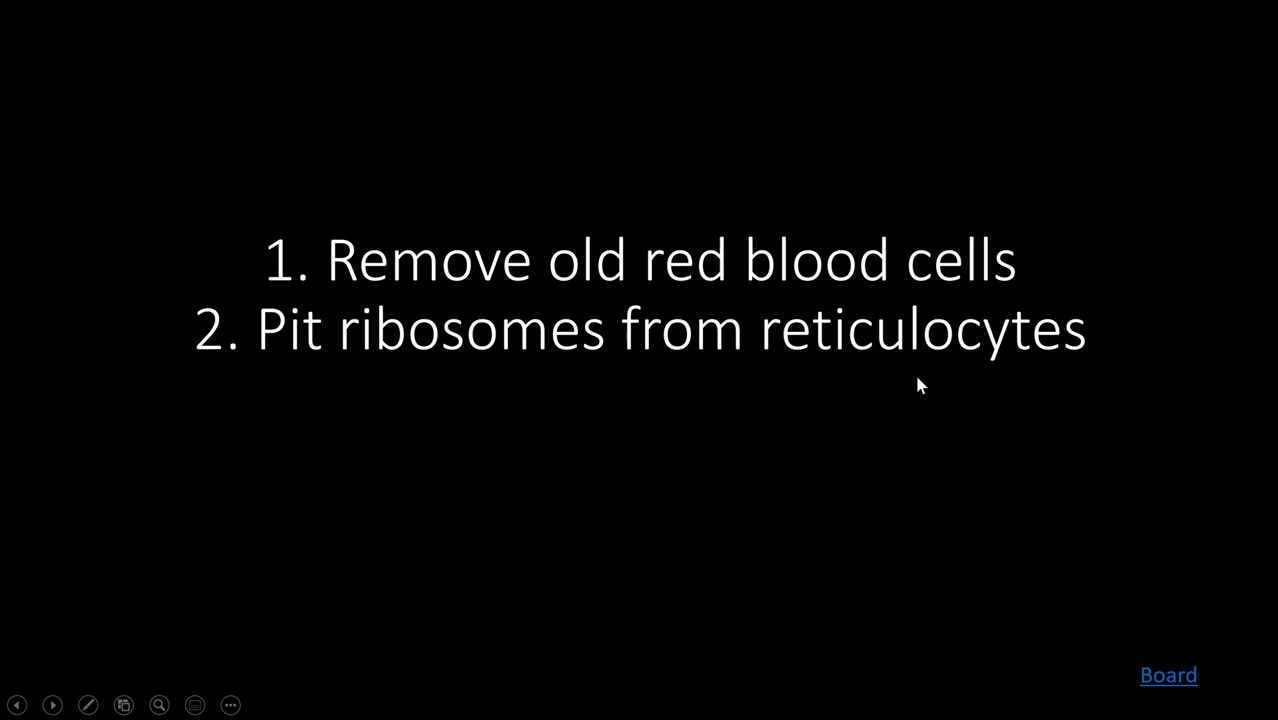 1. Remove old red blood cells
2. Pit ribosomes from reticulocytes
Board